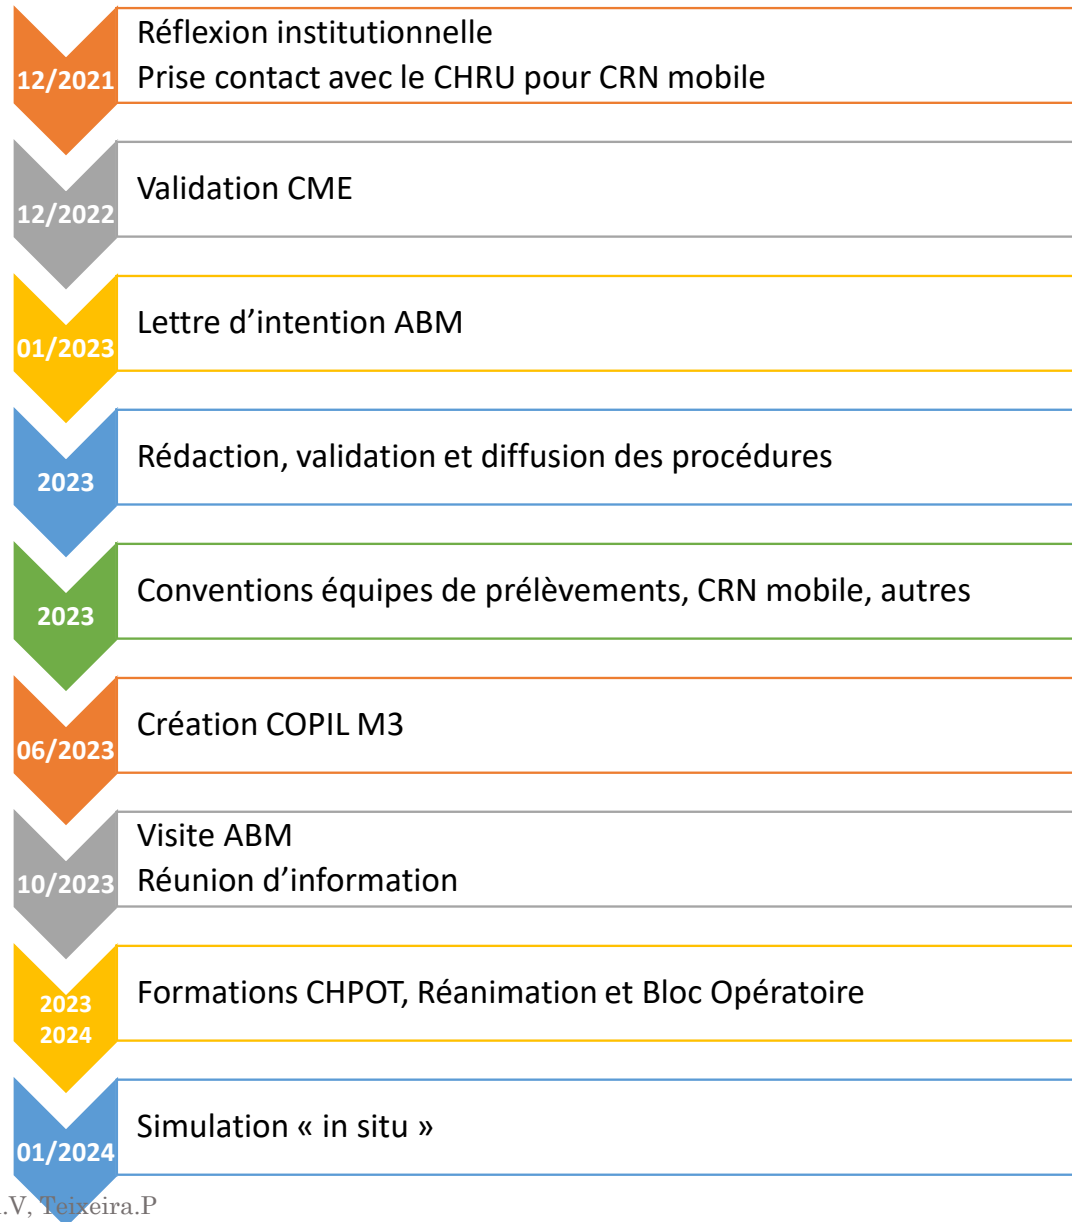 12/2021
Réflexion institutionnelle
Prise contact avec le CHRU pour CRN mobile
12/2022
Validation CME
01/2023
Lettre d’intention ABM
2023
Rédaction, validation et diffusion des procédures
2023
Conventions équipes de prélèvements, CRN mobile, autres
06/2023
Création COPIL M3
10/2023
Visite ABM
Réunion d’information
2023
2024
Formations CHPOT, Réanimation et Bloc Opératoire
01/2024
Simulation « in situ »
.V, Teixeira.P